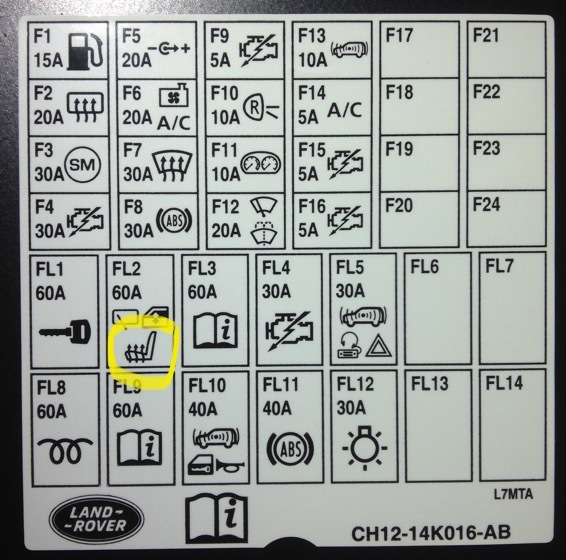 F1 F5 F9 F13 F17 F21
15A 20A - + 5A 10A
F2 F6 F10 F14 F18 F22
20A 20A A/C 10A R 5A A/C
F3 F7 F11 F15 F19 F23
30A SM 30A 10A 5A
F4 F8 F12 F16 F20 F24
30A 30A ABS 20A 5A
FL1 FL2 FL3 FL4 FL5 FL6 FL7
60A 60A 60A 30A 30A
i
FL8 FL9 FL10 FL11 FL12 FL13 FL14
60A 60A 40A 40A 30A
i ABS
L7MTA
LAND-
-ROVER
i
CH12-14K016-AB